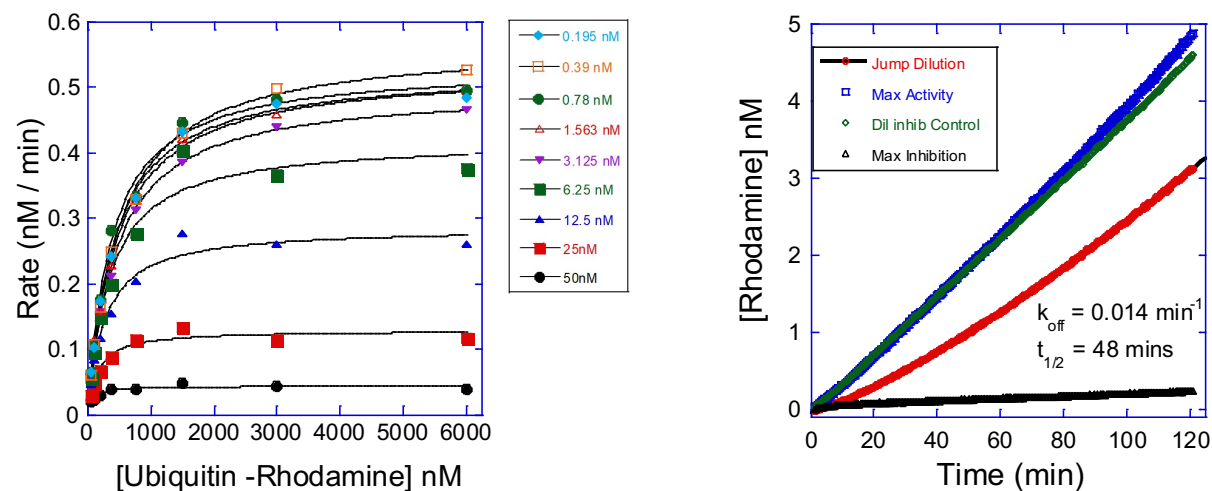 0.6
0.5
0.4
0.3
0.2
0.1
0
Rate (nM / min)
0 1000 2000 3000 4000 5000 6000
[Ubiquitin -Rhodamine] nM
0.195 nM
0.39 nM
0.78 nM
1.563 nM
3.125 nM
6.25 nM
12.5 nM
25nM
50nM
5
4
3
2
1
0
[Rhodamine] nM
Jump Dilution
Max Activity
Dil inhib Control
Max Inhibition
k_off = 0.014 min⁻¹
t_1/2 = 48 mins
0 20 40 60 80 100 120
Time (min)